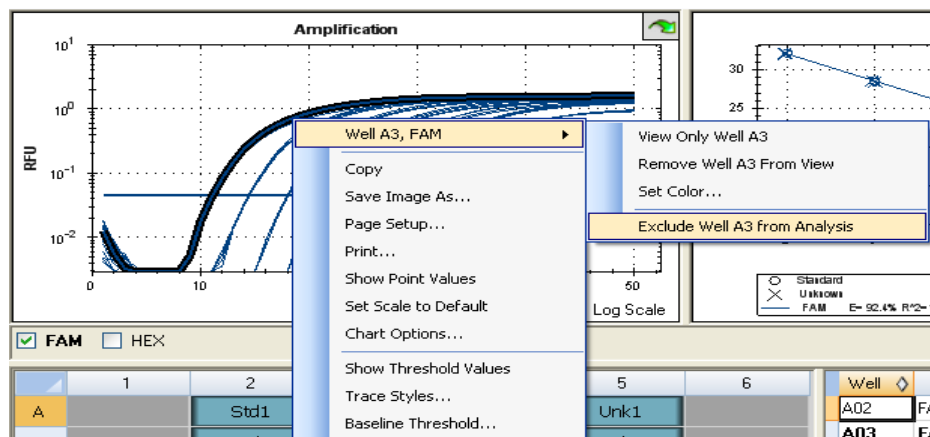 Amplification
10¹
10⁰
10⁻¹
10⁻²
RFU
0
10
50
Log Scale
Well A3, FAM
Copy
Save Image As...
Page Setup...
Print...
Show Point Values
Set Scale to Default
Chart Options...
Show Threshold Values
Trace Styles...
Baseline Threshold...
View Only Well A3
Remove Well A3 From View
Set Color...
Exclude Well A3 from Analysis
30
25
Standard
Unknown
FAM E= 92.4% R^2=
FAM HEX
1 2 5 6
A Std1 Unk1
Well
A02 FA
A03 FA